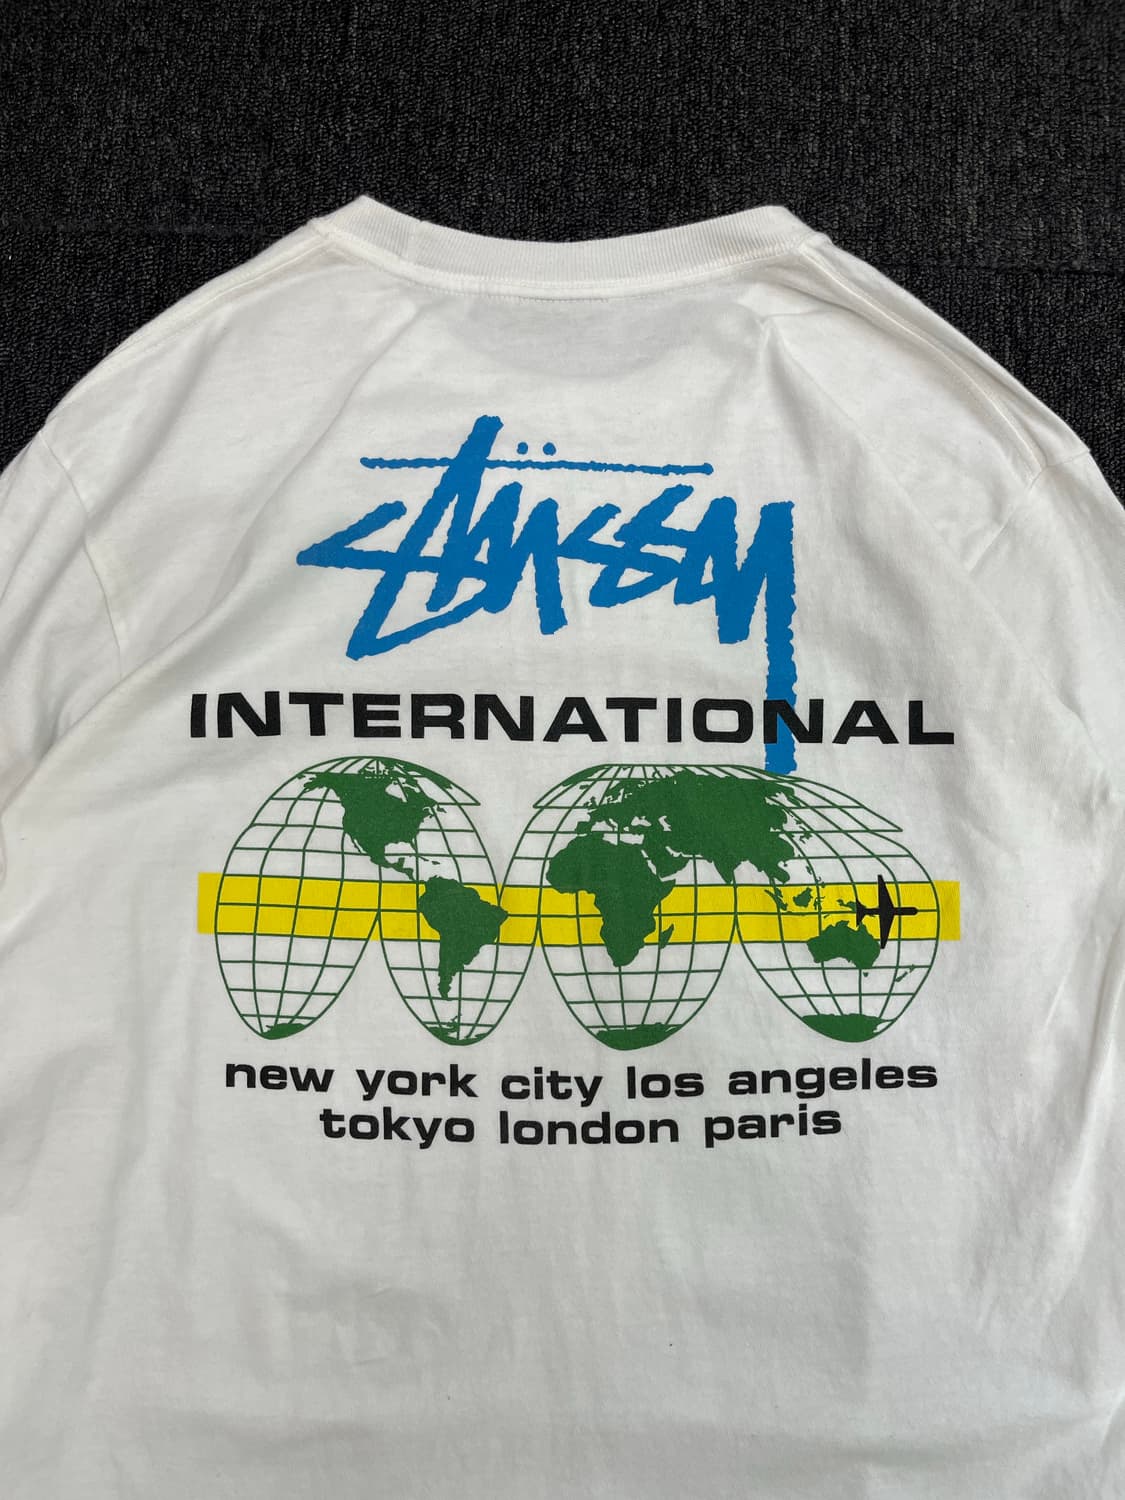 Stüssy
INTERNATIONAL
new york city los angeles
tokyo london paris